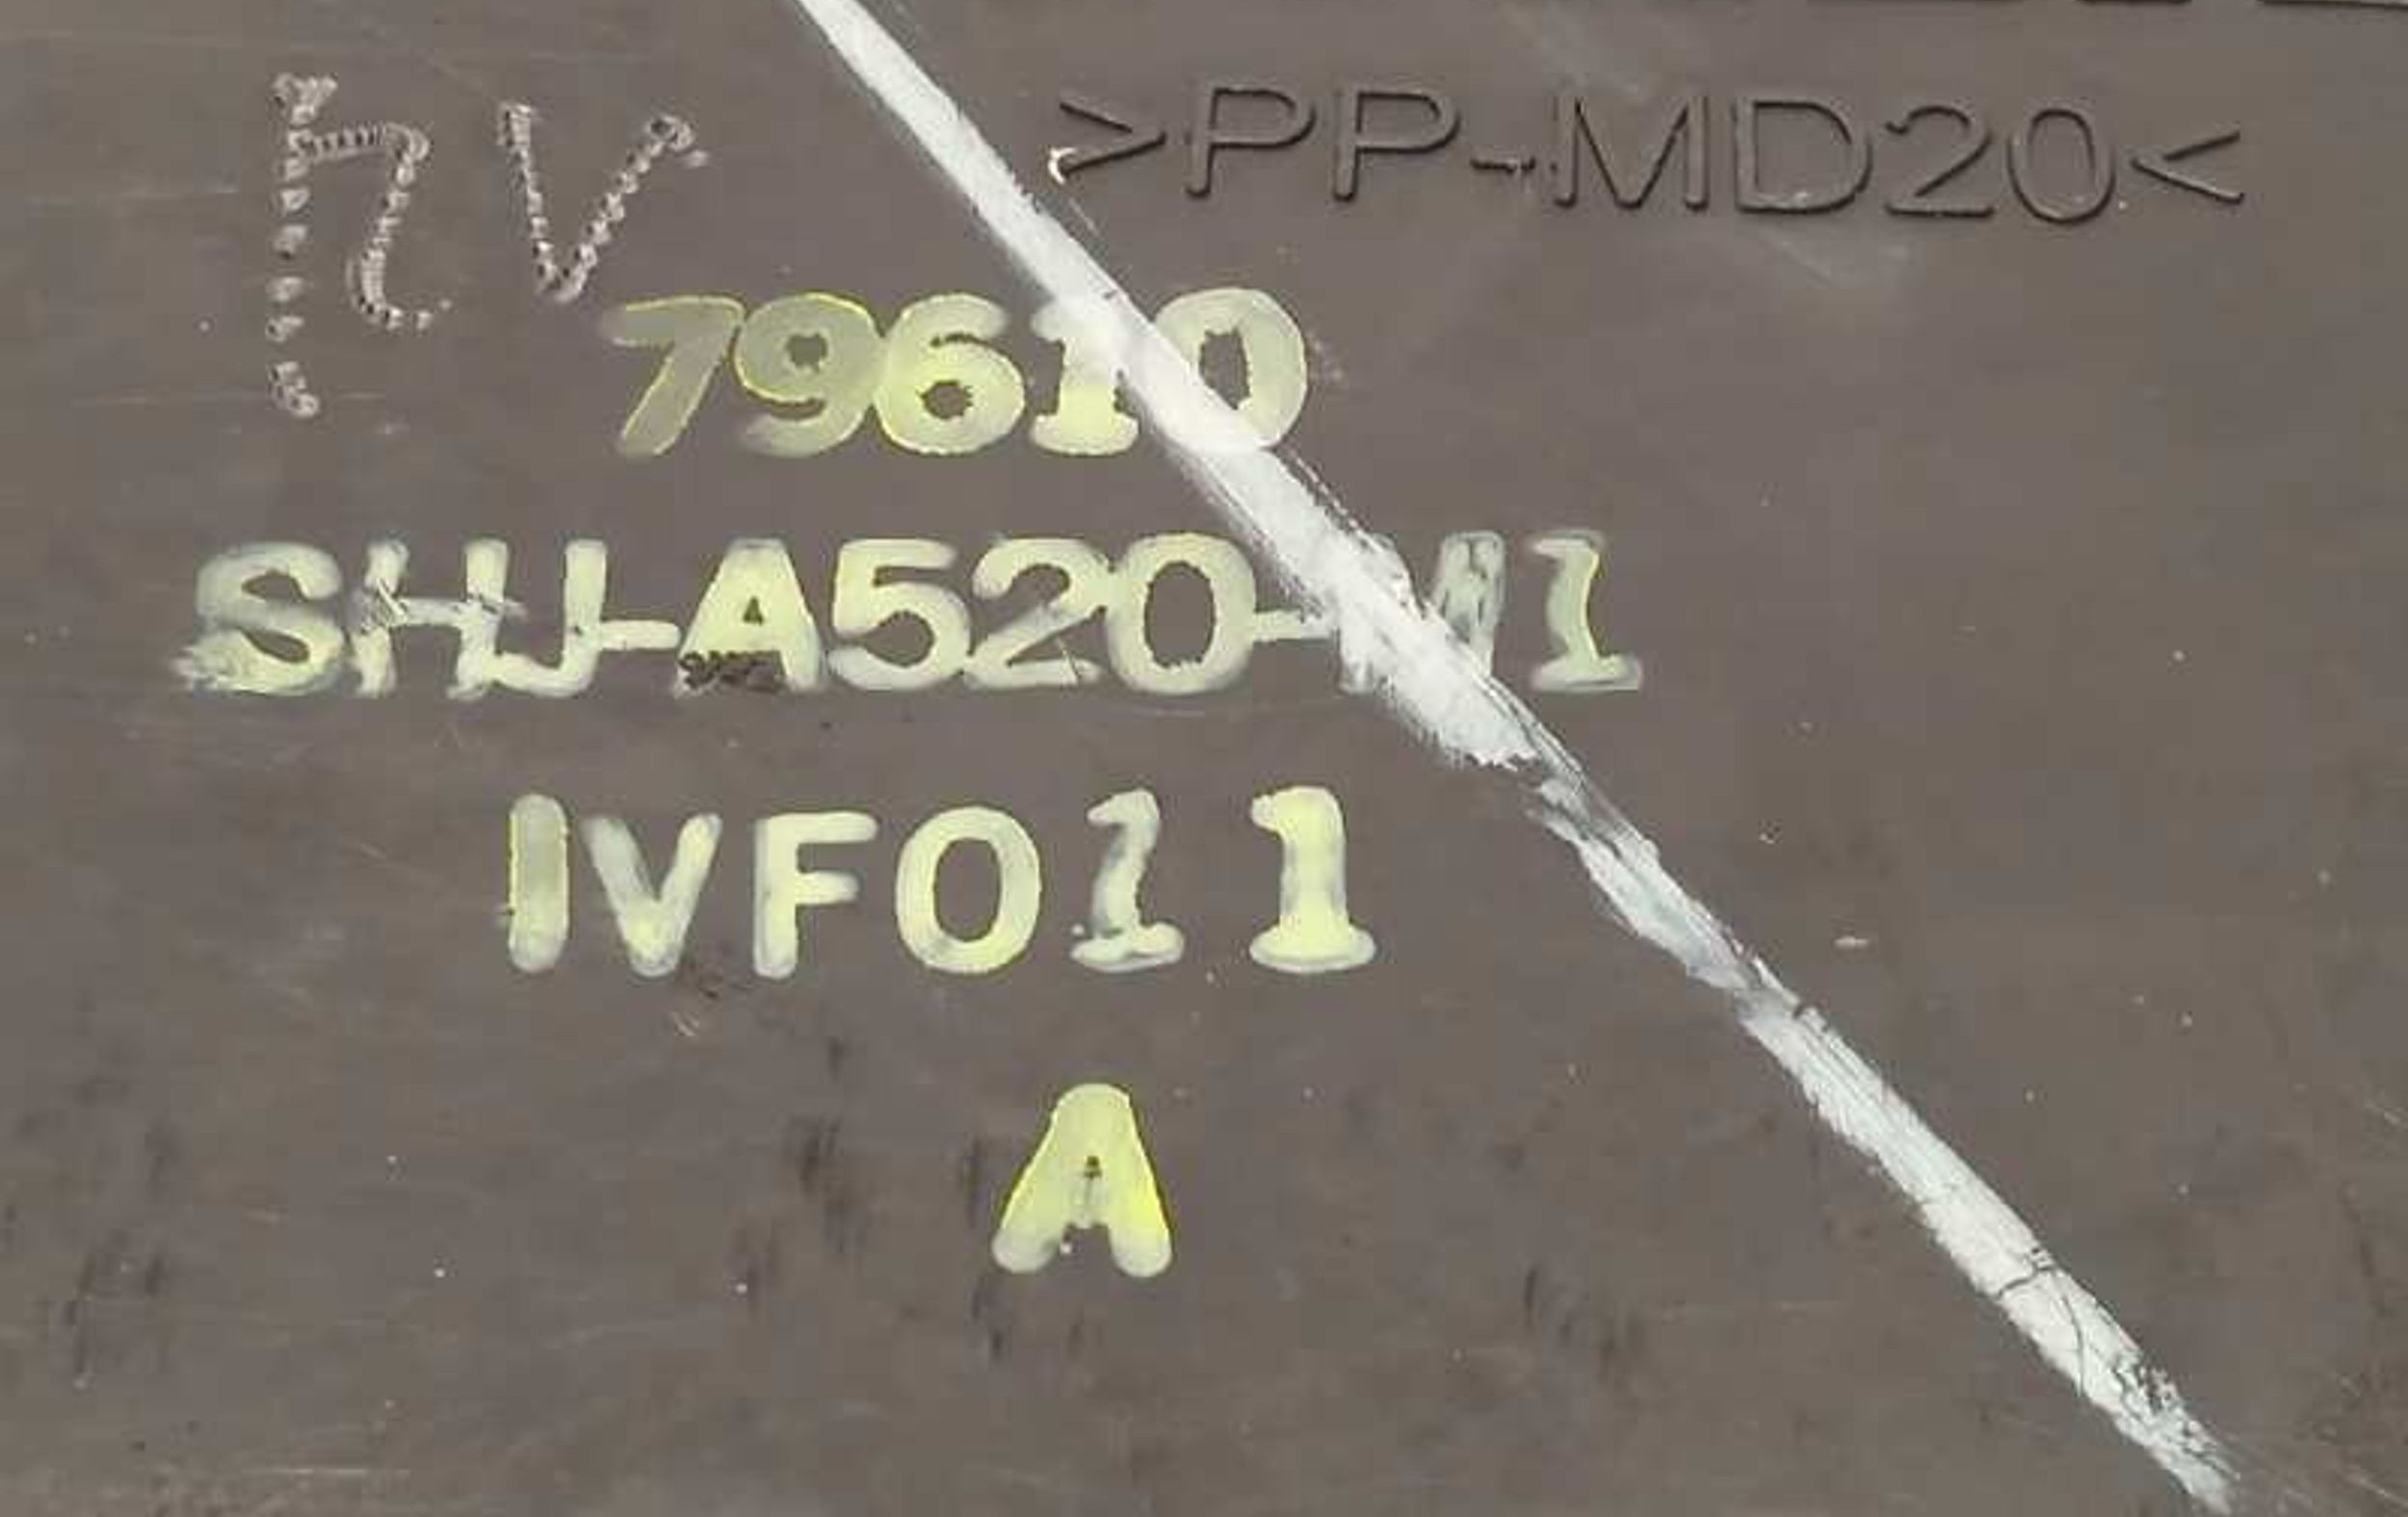 >PP-MD20<
79610
SHJ-A520-M1
IVF011
A